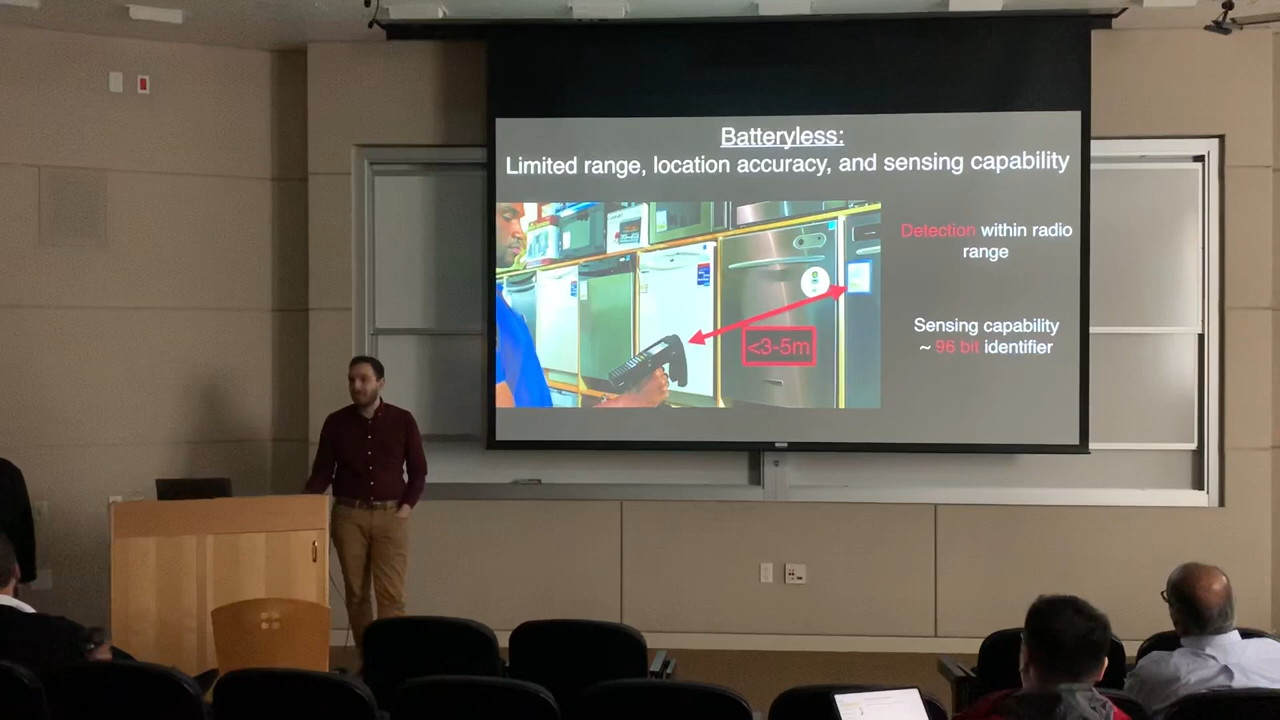 Batteryless:
Limited range, location accuracy, and sensing capability
Detection within radio
range
<3-5m
Sensing capability
~ 96 bit identifier